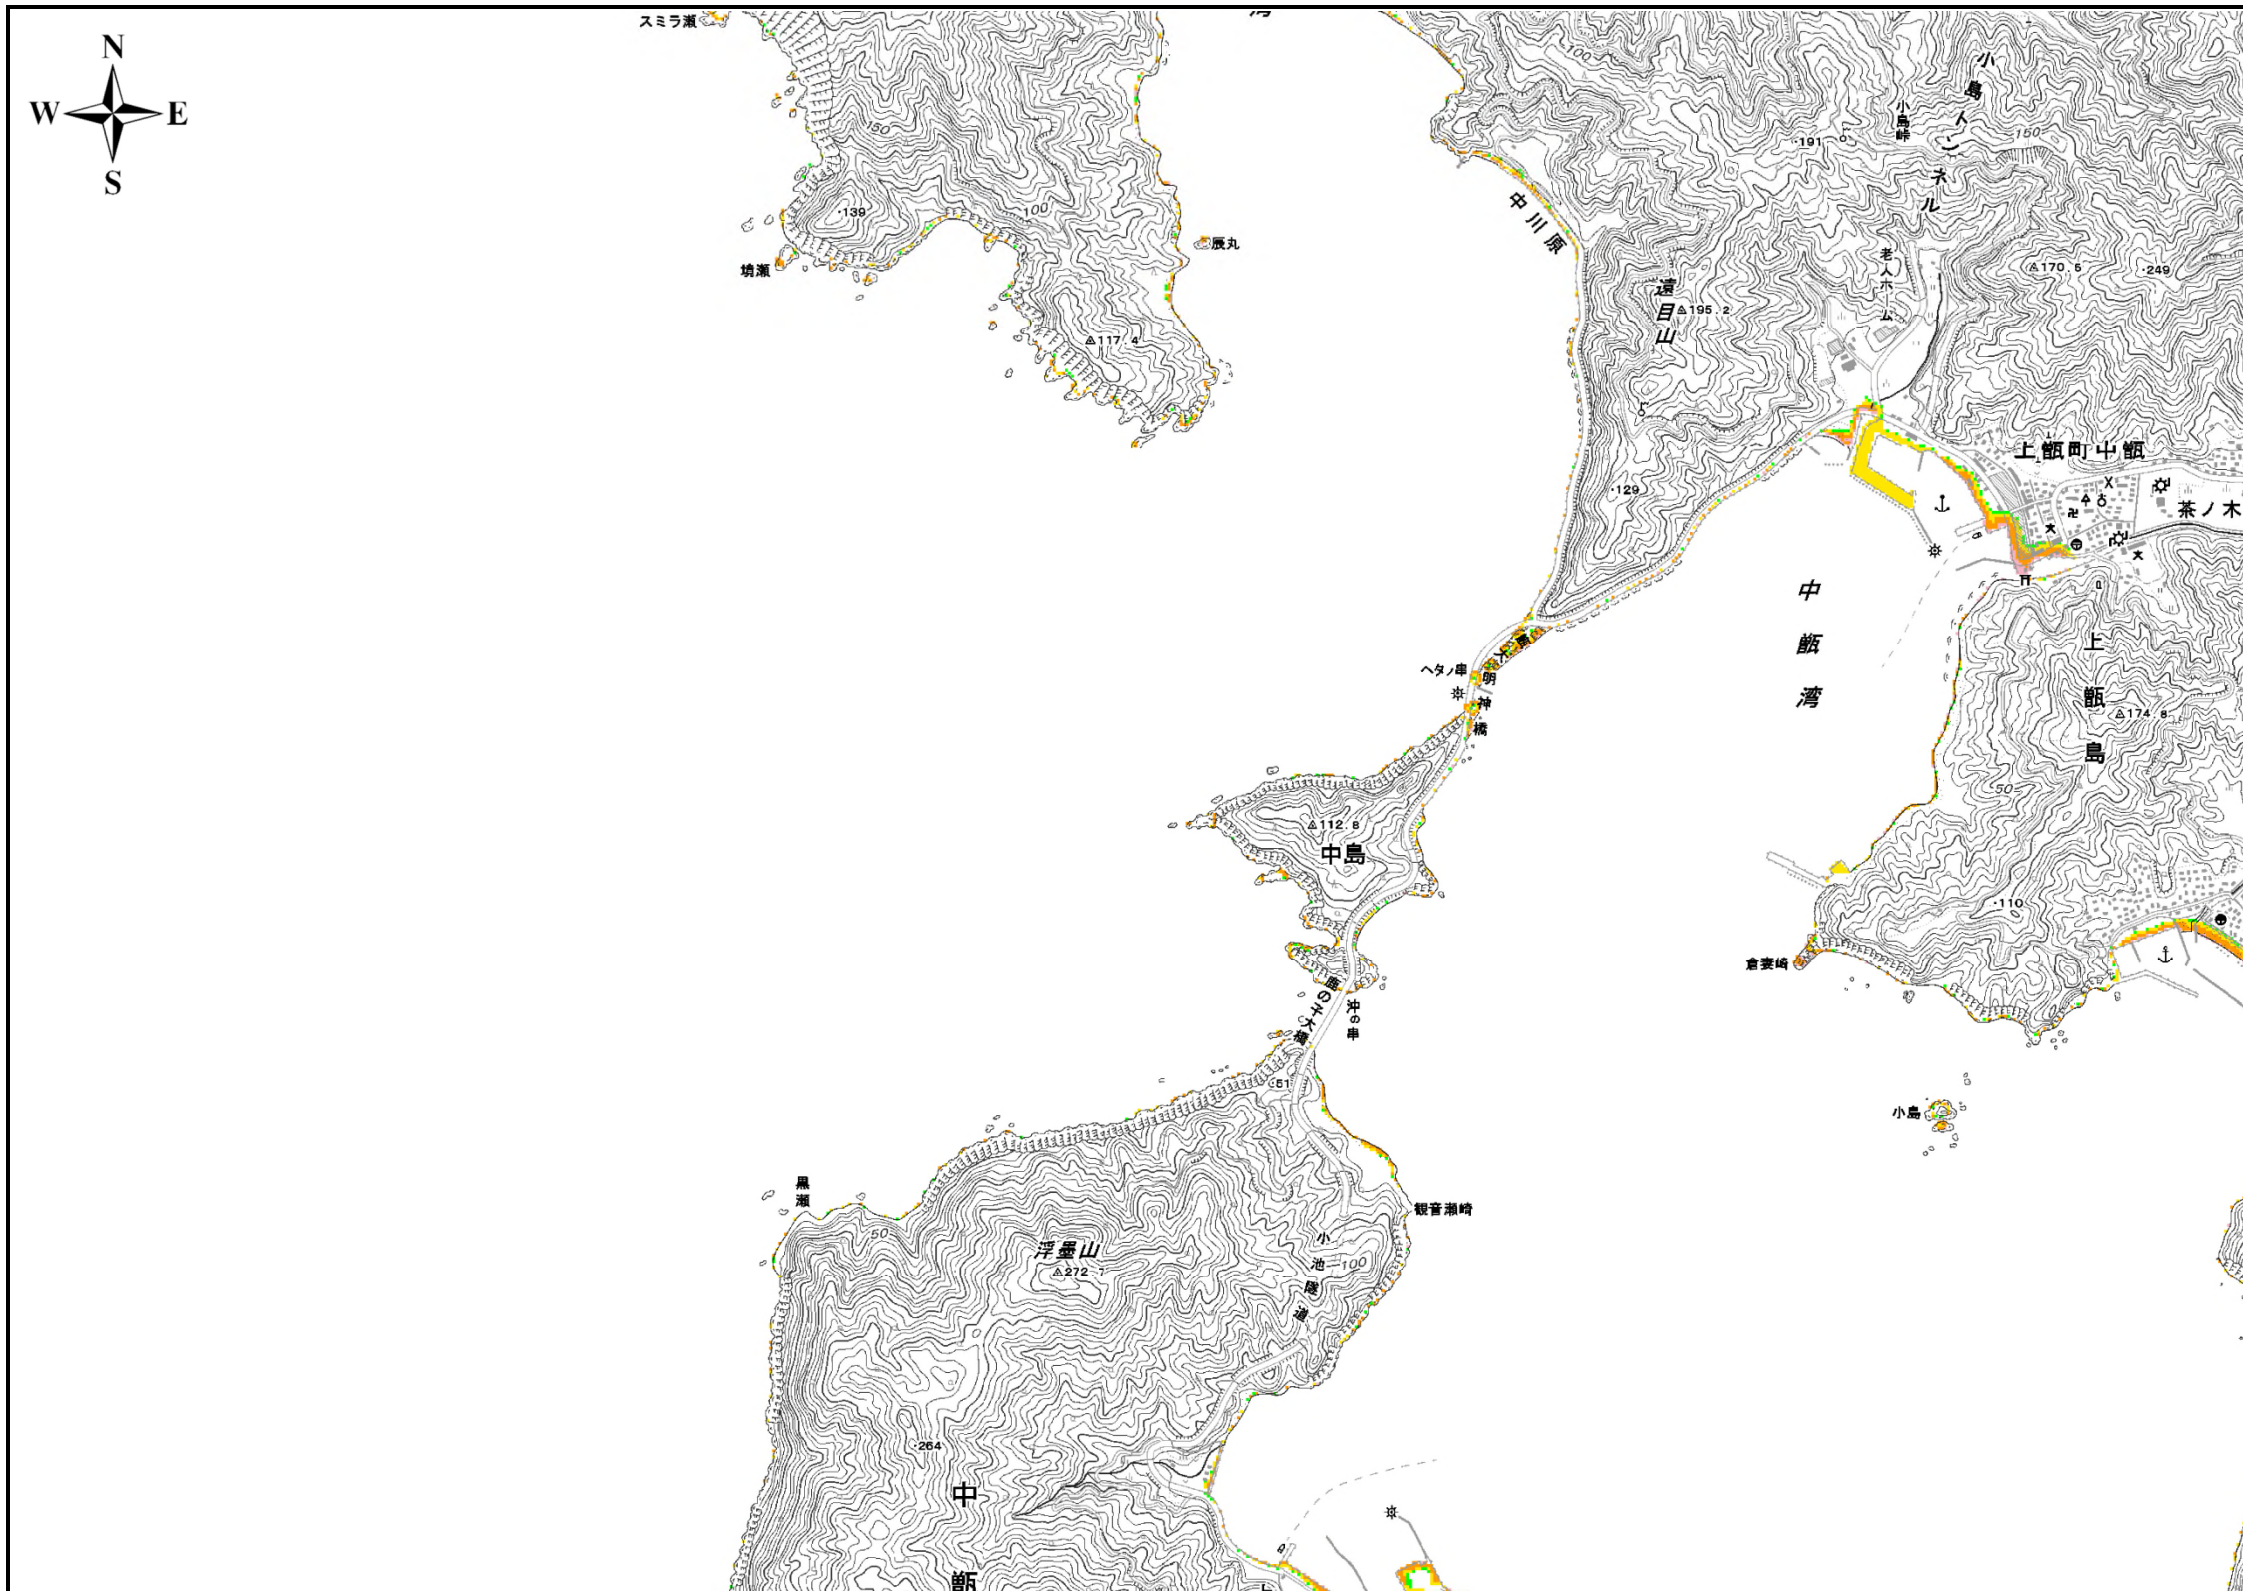 スミラ瀬
N
W E
S
100
小島トンネル
小島峠
150
・191
150
・139
100
中川原
辰丸
境瀬
老人ホーム
170.5
・249
遠目山
195.2
117.4
上甑町中甑
・129
茶ノ木
中甑湾
上甑島
ヘタノ串
大明神橋
174.8
50
112.8
中島
・110
倉妻崎
鹿の子大橋
沖の串
・51
小島
黒瀬
観音瀬崎
50
浮墨山
272.7
小池隧道
100
・264
中甑
上